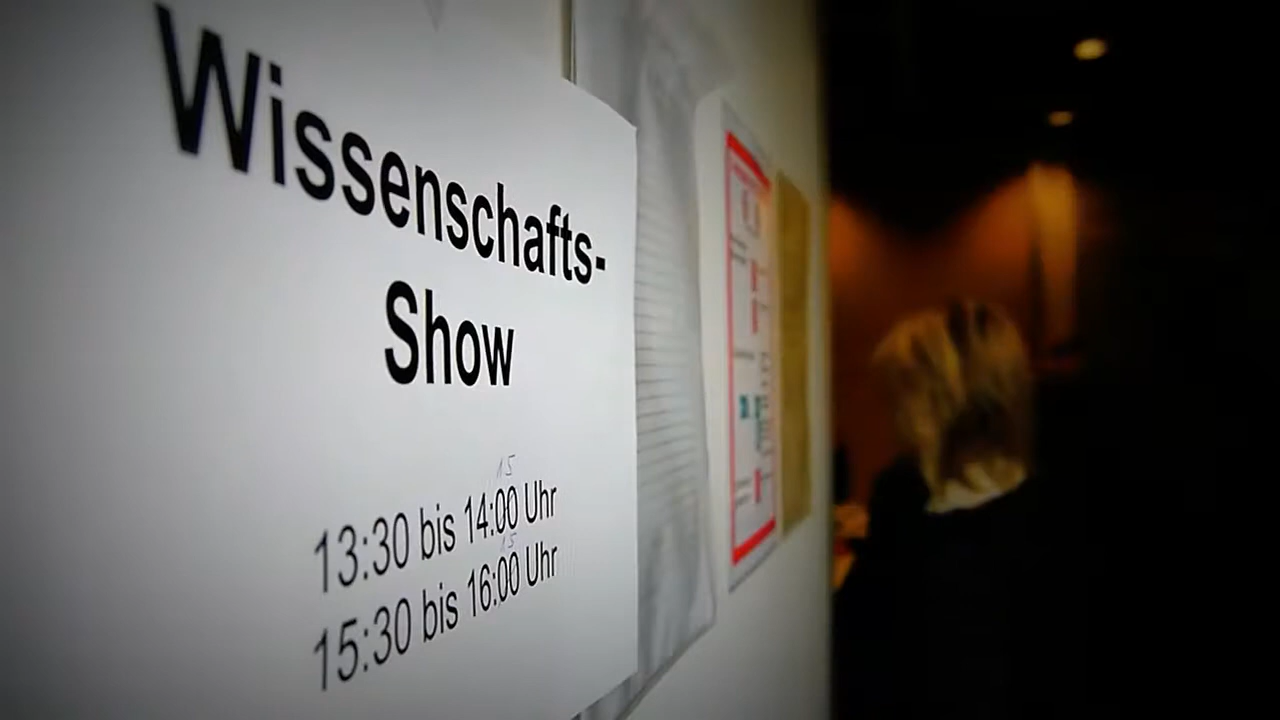 Wissenschafts-
Show
15
13:30 bis 14:00 Uhr
15
15:30 bis 16:00 Uhr